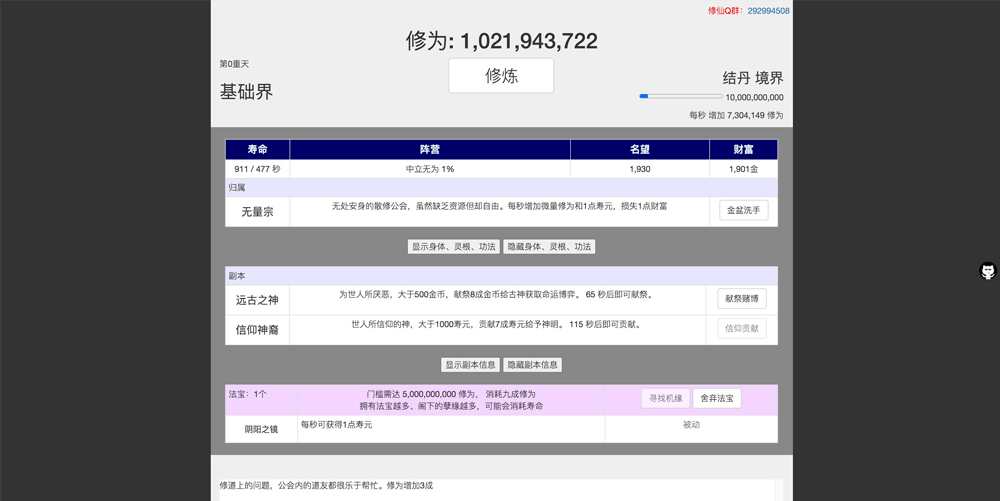 修仙Q群：292994508
修为: 1,021,943,722
第0重天
修炼
结丹 境界
基础界
10,000,000,000
每秒 增加 7,304,149 修为
寿命 阵营 名望 财富
911 / 477 秒 中立无为 1% 1,930 1,901金
归属
无量宗 无处安身的散修公会，虽然缺乏资源但却自由。每秒增加微量修为和1点寿元，损失1点财富 金盆洗手
显示身体、灵根、功法 隐藏身体、灵根、功法
副本
远古之神 为世人所厌恶，大于500金币，献祭8成金币给古神获取命运博弈。 65 秒后即可献祭。 献祭赌博
信仰神裔 世人所信仰的神，大于1000寿元，贡献7成寿元给予神明。 115 秒后即可贡献。 信仰贡献
显示副本信息 隐藏副本信息
法宝：1个 门槛需达 5,000,000,000 修为， 消耗九成修为 寻找机缘 舍弃法宝
拥有法宝越多、阁下的孽缘越多，可能会消耗寿命
阴阳之镜 每秒可获得1点寿元 被动
修道上的问题，公会内的道友都很乐于帮忙。修为增加3成